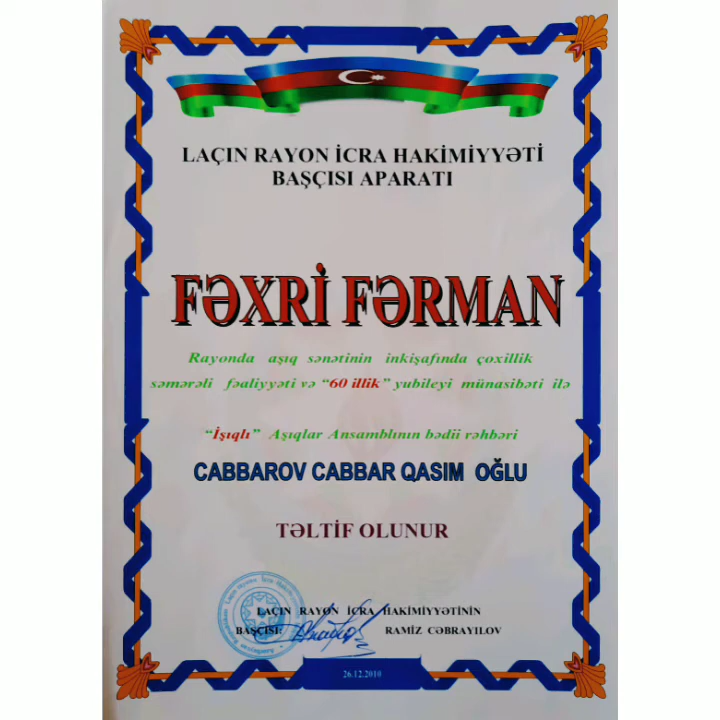 LAÇIN RAYON İCRA HAKİMİYYƏTİ
BAŞÇISI APARATI
FƏXRİ FƏRMAN
Rayonda aşıq sənətinin inkişafında çoxillik
səmərəli fəaliyyəti və “60 illik” yubileyi münasibəti ilə
“İşıqlı” Aşıqlar Ansamblının bədii rəhbəri
CABBAROV CABBAR QASIM OĞLU
TƏLTİF OLUNUR
LAÇIN RAYON İCRA HAKİMİYYƏTİNİN
BAŞÇISI: RAMİZ CƏBRAYILOV
26.12.2010